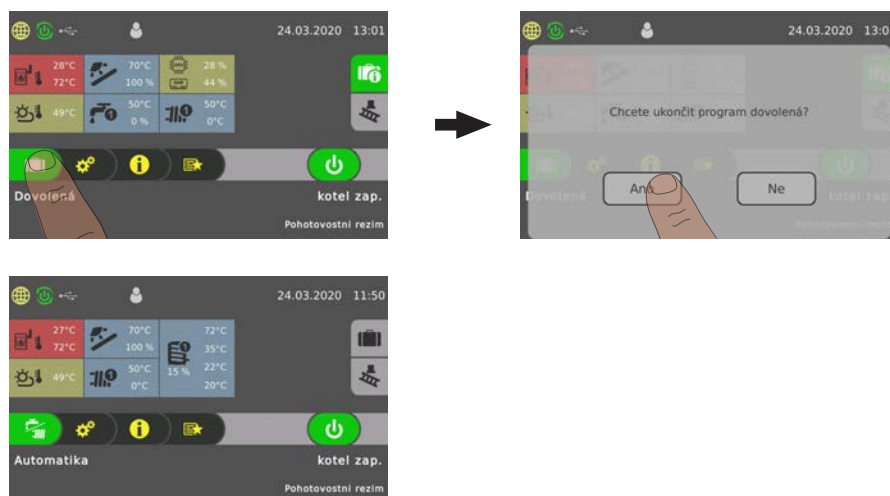 24.03.2020 13:01
28°C 70°C 28 %
72°C 100 % 44 %
49°C 50°C 50°C
0 % 0°C
Dovolená kotel zap.
Pohotovostni rezim
24.03.2020 13:0
Chcete ukončit program dovolená?
Ano Ne
24.03.2020 11:50
27°C 70°C 72°C
72°C 100 % 35°C
49°C 50°C 15 % 22°C
0°C 20°C
Automatika kotel zap.
Pohotovostni rezim